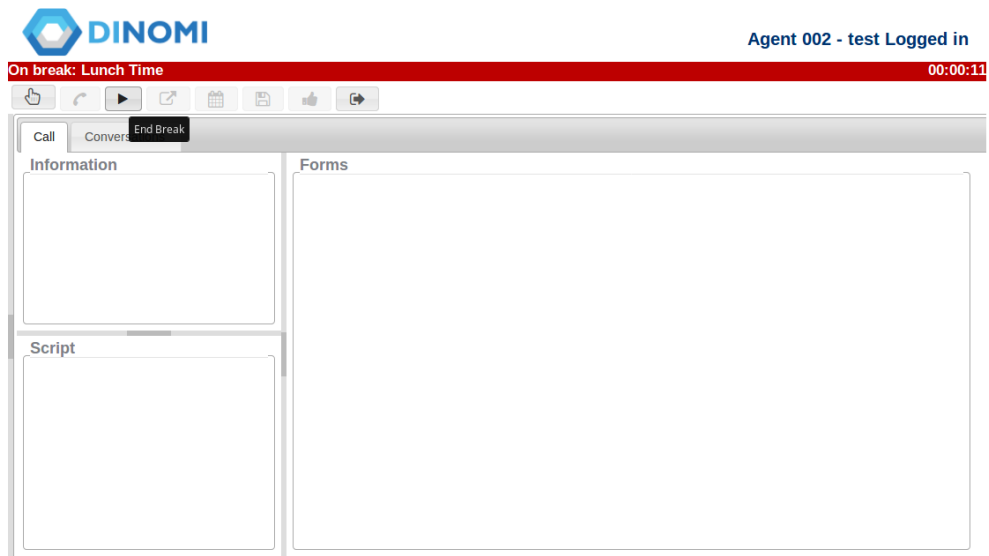 DINOMI
Agent 002 - test Logged in
On break: Lunch Time 00:00:11
End Break
Call
Information
Forms
Script